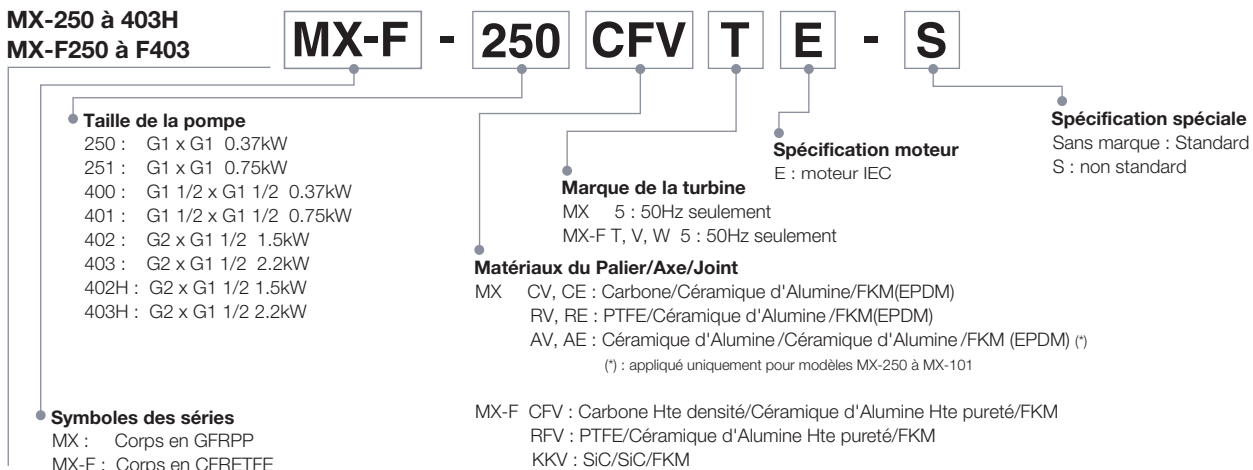 MX-250 à 403H
MX-F250 à F403
MX-F - 250 CFV T E - S
Taille de la pompe
250 : G1 x G1 0.37kW
251 : G1 x G1 0.75kW
400 : G1 1/2 x G1 1/2 0.37kW
401 : G1 1/2 x G1 1/2 0.75kW
402 : G2 x G1 1/2 1.5kW
403 : G2 x G1 1/2 2.2kW
402H : G2 x G1 1/2 1.5kW
403H : G2 x G1 1/2 2.2kW
Symboles des séries
MX : Corps en GFRPP
MX-F : Corps en CFRETFE
Matériaux du Palier/Axe/Joint
MX CV, CE : Carbone/Céramique d'Alumine/FKM(EPDM)
RV, RE : PTFE/Céramique d'Alumine /FKM(EPDM)
AV, AE : Céramique d'Alumine /Céramique d'Alumine /FKM (EPDM) (*)
(*) : appliqué uniquement pour modèles MX-250 à MX-101
MX-F CFV : Carbone Hte densité/Céramique d'Alumine Hte pureté/FKM
RFV : PTFE/Céramique d'Alumine Hte pureté/FKM
KKV : SiC/SiC/FKM
Marque de la turbine
MX 5 : 50Hz seulement
MX-F T, V, W 5 : 50Hz seulement
Spécification moteur
E : moteur IEC
Spécification spéciale
Sans marque : Standard
S : non standard